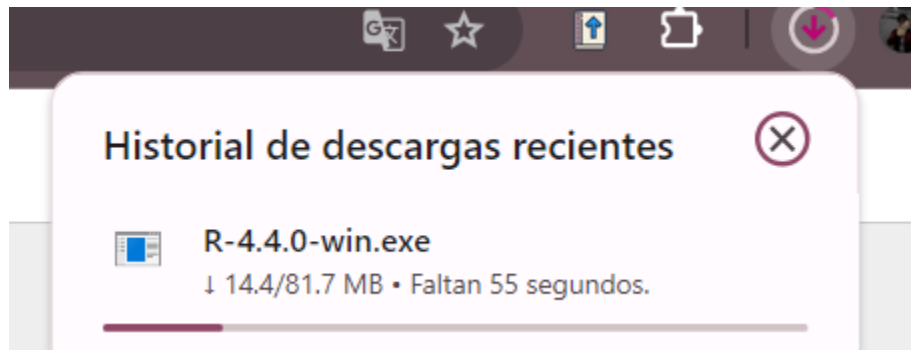 Historial de descargas recientes
R-4.4.0-win.exe
↓ 14.4/81.7 MB • Faltan 55 segundos.